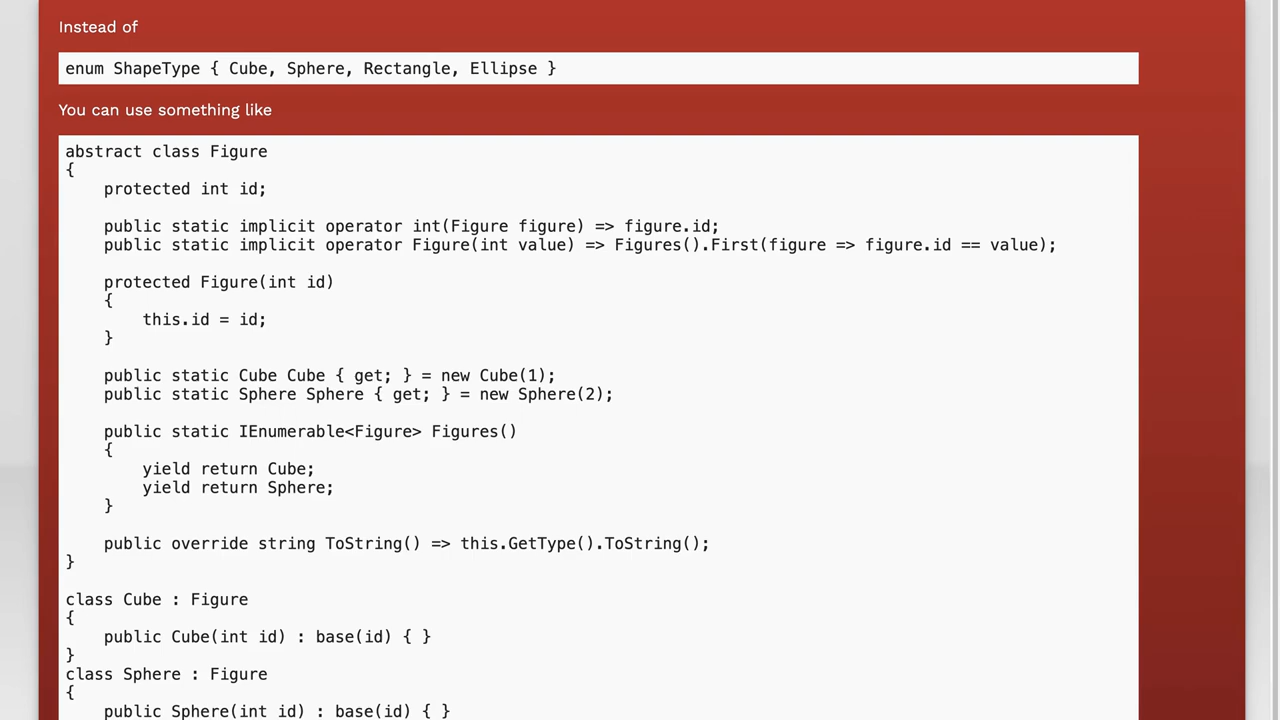 Instead of
enum ShapeType { Cube, Sphere, Rectangle, Ellipse }
You can use something like
abstract class Figure
{
    protected int id;

    public static implicit operator int(Figure figure) => figure.id;
    public static implicit operator Figure(int value) => Figures().First(figure => figure.id == value);

    protected Figure(int id)
    {
        this.id = id;
    }

    public static Cube Cube { get; } = new Cube(1);
    public static Sphere Sphere { get; } = new Sphere(2);

    public static IEnumerable<Figure> Figures()
    {
        yield return Cube;
        yield return Sphere;
    }

    public override string ToString() => this.GetType().ToString();
}

class Cube : Figure
{
    public Cube(int id) : base(id) { }
}
class Sphere : Figure
{
    public Sphere(int id) : base(id) { }